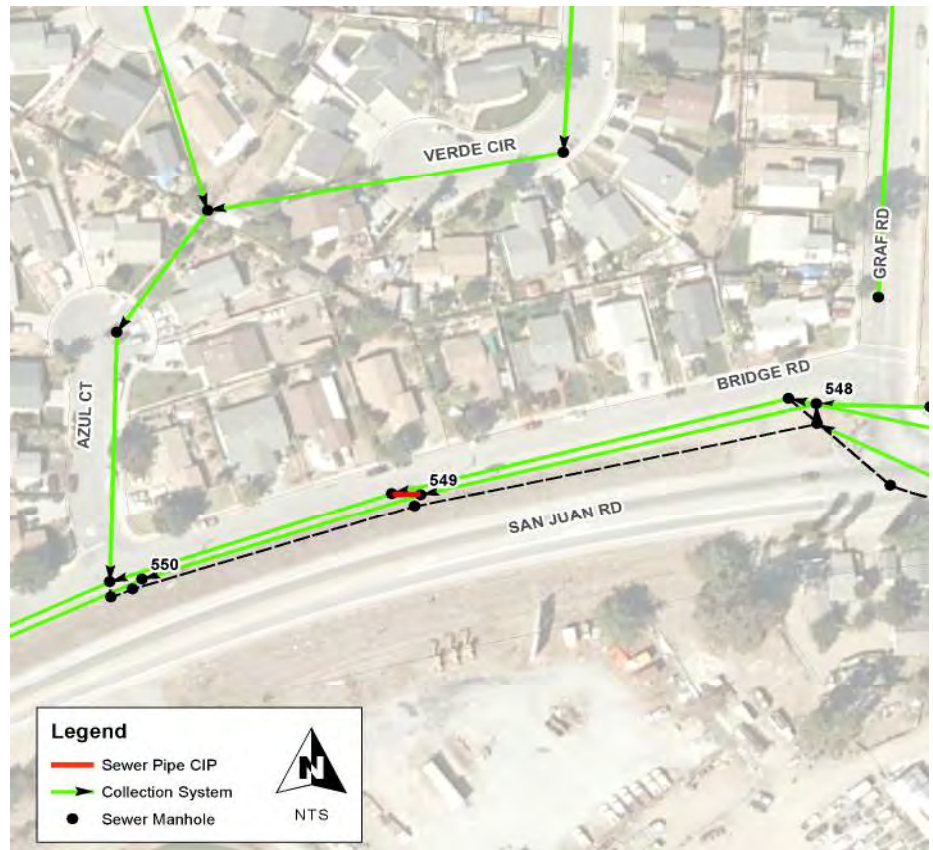 VERDE CIR
GRAF RD
BRIDGE RD
548
AZUL CT
549
SAN JUAN RD
550
Legend
Sewer Pipe CIP
Collection System
Sewer Manhole
N
NTS